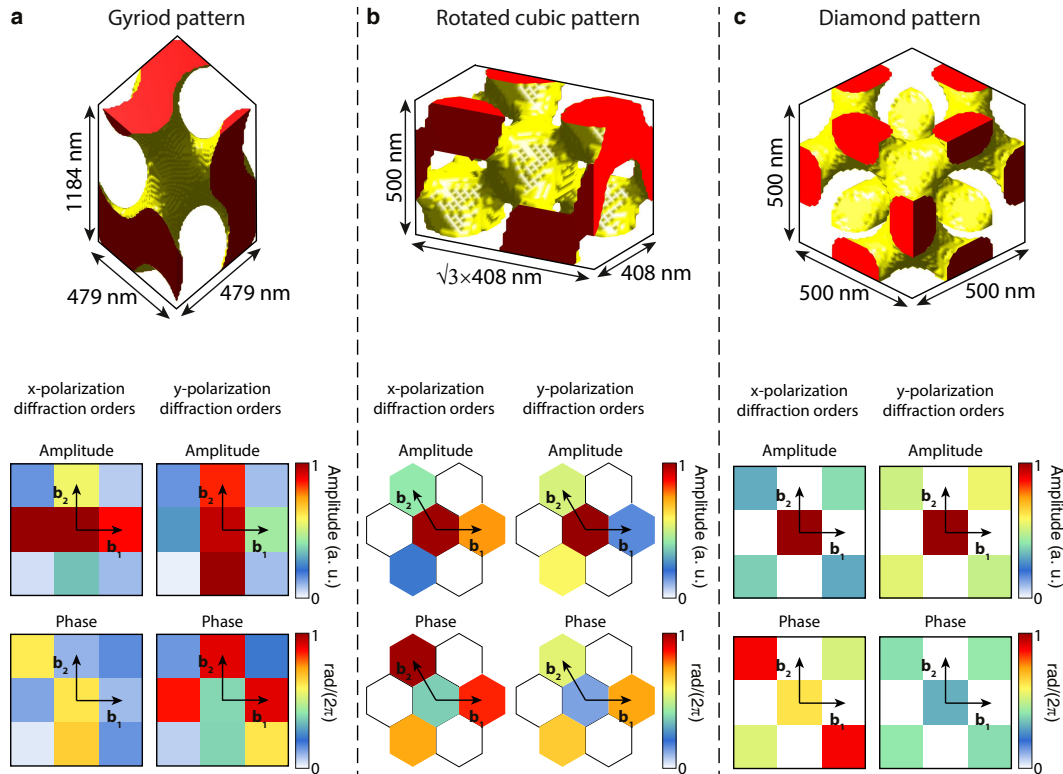 a
Gyriod pattern
1184 nm
479 nm
479 nm
x-polarization
diffraction orders
y-polarization
diffraction orders
Amplitude
Amplitude
b2
b1
b2
b1
1
Amplitude (a. u.)
0
Phase
Phase
b2
b1
b2
b1
1
rad/(2π)
0
b
Rotated cubic pattern
500 nm
√3×408 nm
408 nm
x-polarization
diffraction orders
y-polarization
diffraction orders
Amplitude
Amplitude
b2
b1
b2
b1
1
Amplitude (a. u.)
0
Phase
Phase
b2
b1
b2
b1
1
rad/(2π)
0
c
Diamond pattern
500 nm
500 nm
500 nm
x-polarization
diffraction orders
y-polarization
diffraction orders
Amplitude
Amplitude
b2
b1
b2
b1
1
Amplitude (a. u.)
0
Phase
Phase
b2
b1
b2
b1
1
rad/(2π)
0